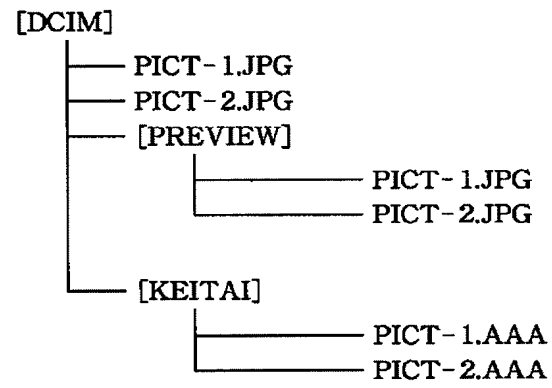 [DCIM]
PICT-1.JPG
PICT-2.JPG
[PREVIEW]
PICT-1.JPG
PICT-2.JPG
[KEITAI]
PICT-1.AAA
PICT-2.AAA